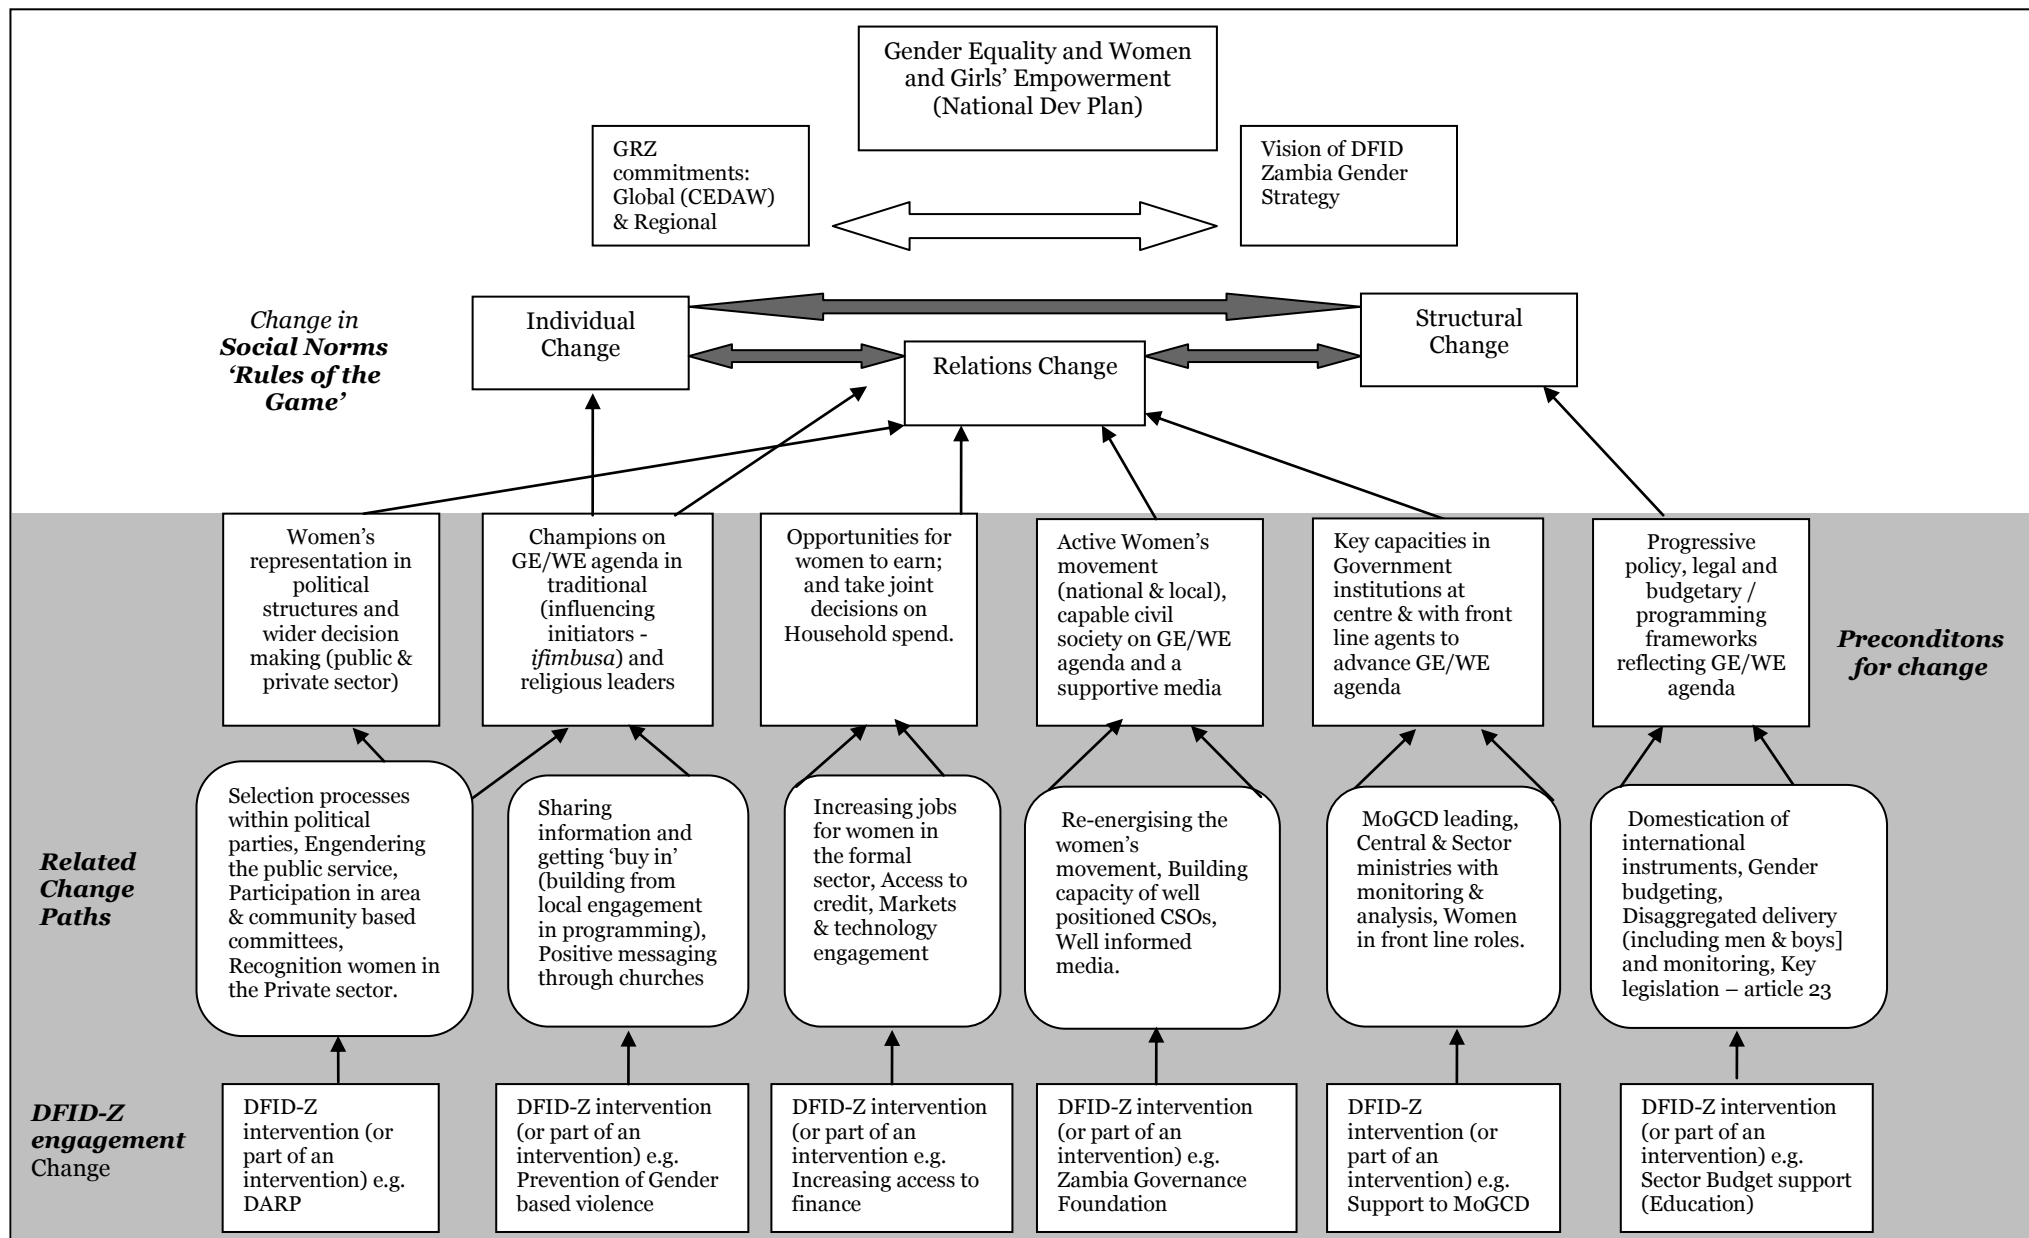 Gender Equality and Women
and Girls’ Empowerment
(National Dev Plan)
GRZ
commitments:
Global (CEDAW)
& Regional
Vision of DFID
Zambia Gender
Strategy
Change in
Social Norms
‘Rules of the
Game’
Individual
Change
Relations Change
Structural
Change
Women’s
representation in
political
structures and
wider decision
making (public &
private sector)
Champions on
GE/WE agenda in
traditional
(influencing
initiators -
ifimbusa) and
religious leaders
Opportunities for
women to earn;
and take joint
decisions on
Household spend.
Active Women’s
movement
(national & local),
capable civil
society on GE/WE
agenda and a
supportive media
Key capacities in
Government
institutions at
centre & with front
line agents to
advance GE/WE
agenda
Progressive
policy, legal and
budgetary /
programming
frameworks
reflecting GE/WE
agenda
Preconditons
for change
Related
Change
Paths
Selection processes
within political
parties, Engendering
the public service,
Participation in area
& community based
committees,
Recognition women in
the Private sector.
Sharing
information and
getting ‘buy in’
(building from
local engagement
in programming),
Positive messaging
through churches
Increasing jobs
for women in
the formal
sector, Access to
credit, Markets
& technology
engagement
Re-energising the
women’s
movement, Building
capacity of well
positioned CSOs,
Well informed
media.
MoGCD leading,
Central & Sector
ministries with
monitoring &
analysis, Women
in front line roles.
Domestication of
international
instruments, Gender
budgeting,
Disaggregated delivery
(including men & boys]
and monitoring, Key
legislation – article 23
DFID-Z
engagement
Change
DFID-Z
intervention (or
part of an
intervention) e.g.
DARP
DFID-Z intervention
(or part of an
intervention) e.g.
Prevention of Gender
based violence
DFID-Z intervention
(or part of an
intervention e.g.
Increasing access to
finance
DFID-Z intervention
(or part of an
intervention) e.g.
Zambia Governance
Foundation
DFID-Z
intervention (or
part of an
intervention) e.g.
Support to MoGCD
DFID-Z intervention
(or part of an
intervention) e.g.
Sector Budget support
(Education)